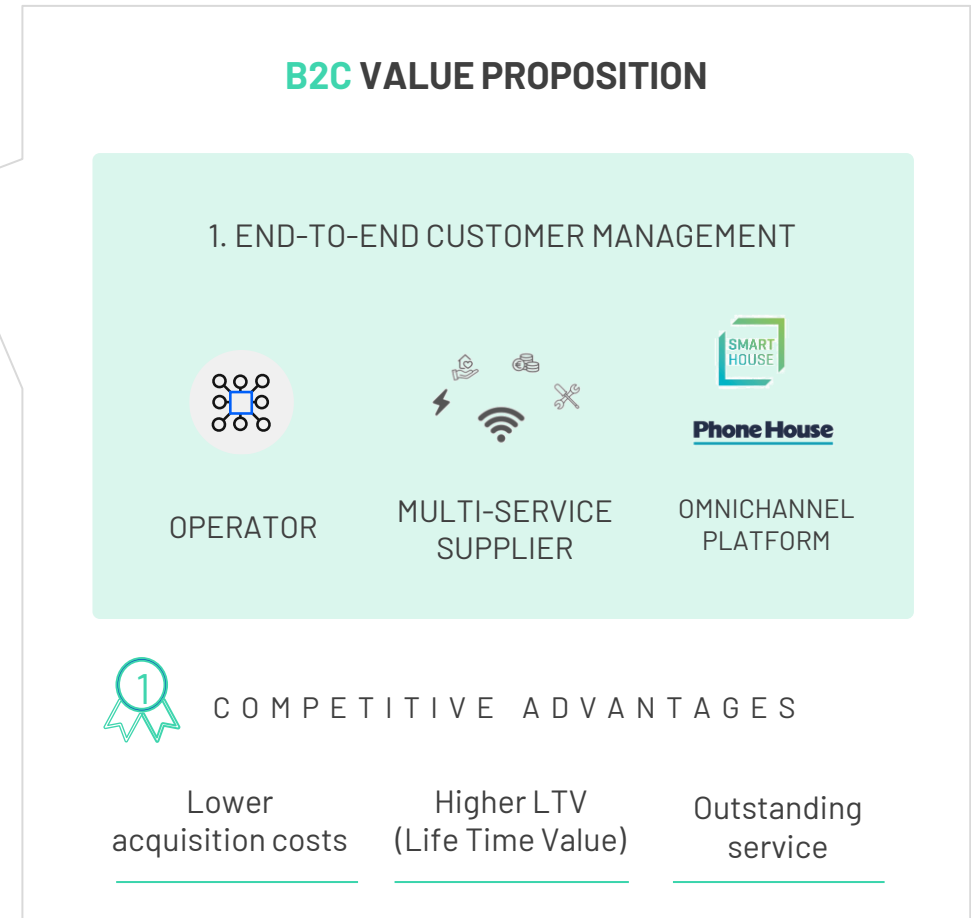 B2C VALUE PROPOSITION
1. END-TO-END CUSTOMER MANAGEMENT
SMART
HOUSE
Phone House
OPERATOR
MULTI-SERVICE
SUPPLIER
OMNICHANNEL
PLATFORM
1
COMPETITIVE ADVANTAGES
Lower
acquisition costs
Higher LTV
(Life Time Value)
Outstanding
service